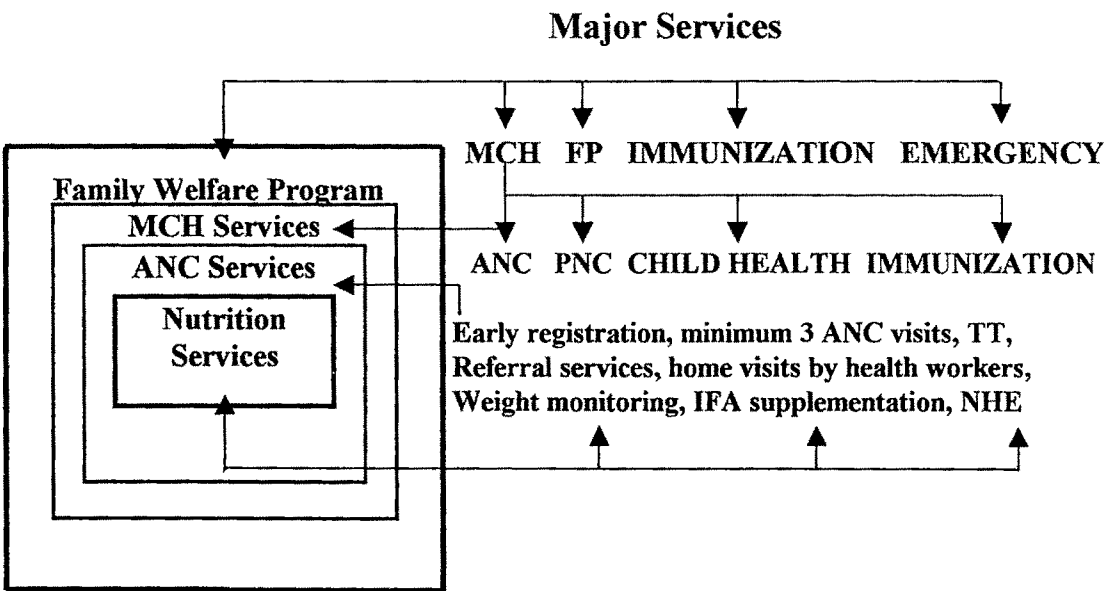 Major Services
MCH FP IMMUNIZATION EMERGENCY
Family Welfare Program
MCH Services
ANC Services
Nutrition
Services
ANC PNC CHILD HEALTH IMMUNIZATION
Early registration, minimum 3 ANC visits, TT,
Referral services, home visits by health workers,
Weight monitoring, IFA supplementation, NHE